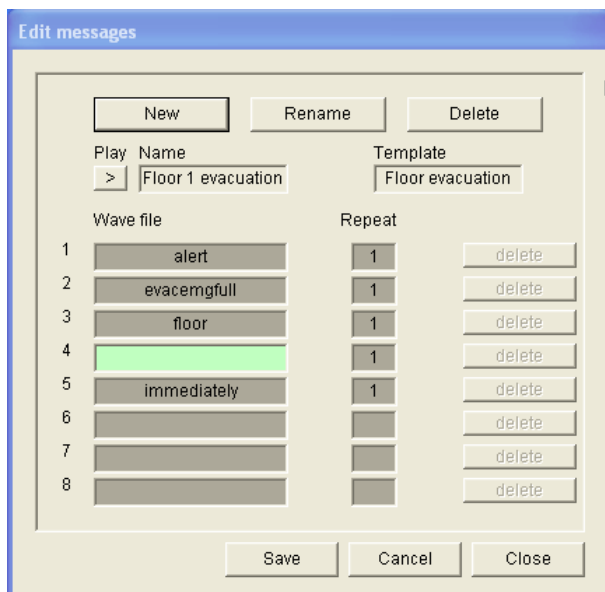 Edit messages
New Rename Delete
Play Name Template
> Floor 1 evacuation Floor evacuation
Wave file Repeat
1 alert 1 delete
2 evacemgfull 1 delete
3 floor 1 delete
4 1 delete
5 immediately 1 delete
6 delete
7 delete
8 delete
Save Cancel Close